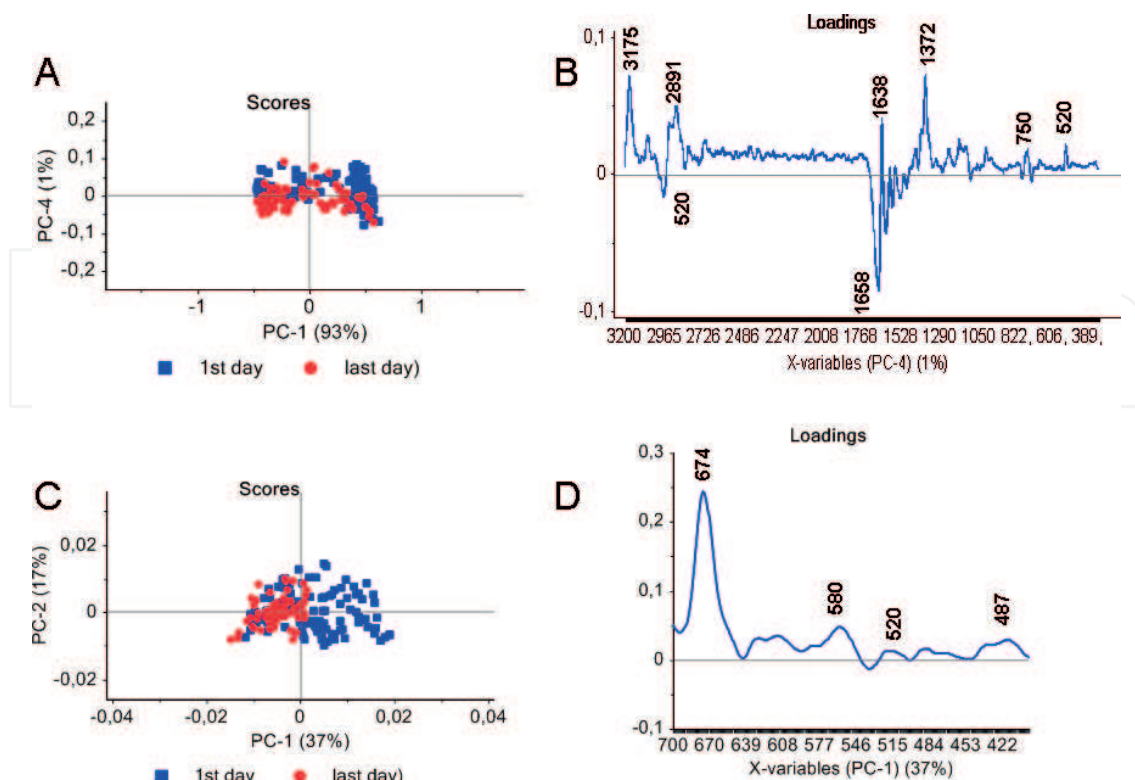 A
Scores
0,2
0,1
0
-0,1
-0,2
PC-4 (1%)
-1 0 1
PC-1 (93%)
1st day last day)
B
Loadings
0,1
0
-0,1
3175
2891
520
1638
1658
1372
750
520
3200 2965 2726 2486 2247 2008 1768 1529 1290 1050 822, 606, 389,
X-variables (PC-4) (1%)
C
Scores
0,02
0
-0,02
PC-2 (17%)
-0,04 -0,02 0 0,02 0,04
PC-1 (37%)
1st day last day)
D
Loadings
0,3
0,2
0,1
0
-0,1
674
580
520
487
700 670 639 608 577 546 515 484 453 422
X-variables (PC-1) (37%)